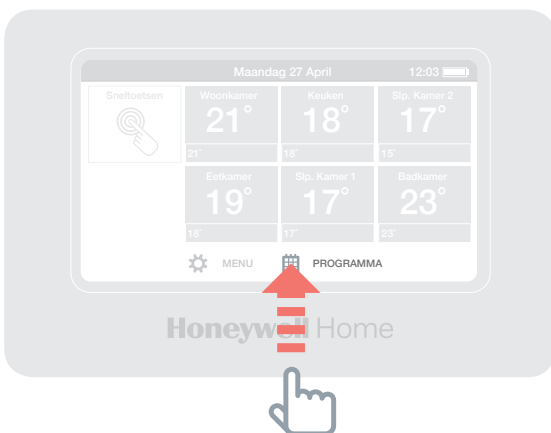 Maandag 27 April 12:03
Sneltoetsen
Woonkamer Keuken Slp. Kamer 2
21° 18° 17°
21° 18° 15°
Eetkamer Slp. Kamer 1 Badkamer
19° 17° 23°
18° 17° 23°
MENU PROGRAMMA
Honeywell Home